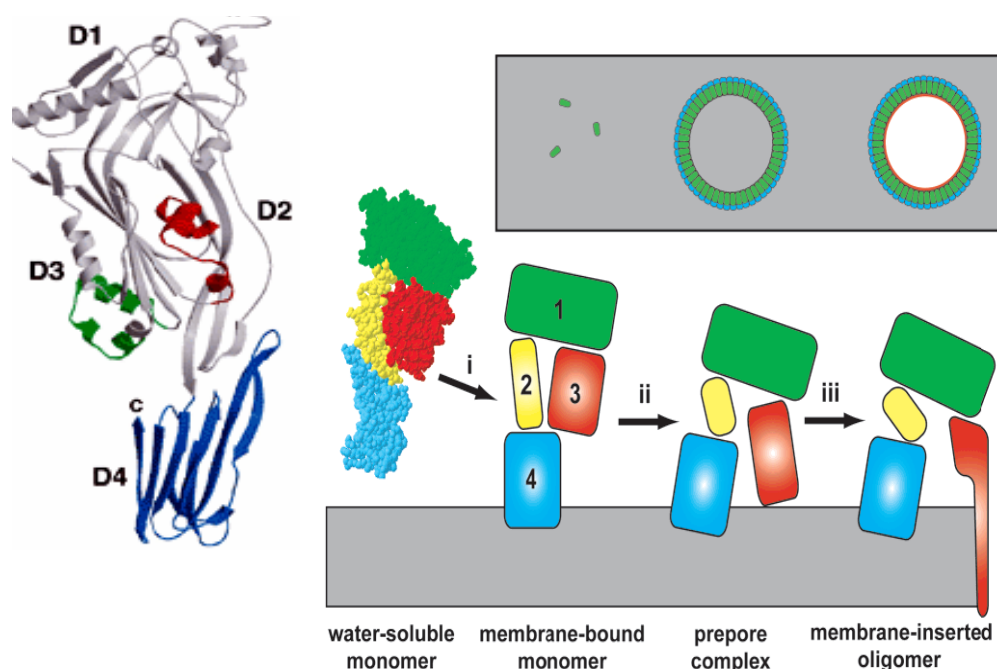 D1
D2
D3
C
D4
i
1
2
3
4
ii
iii
water-soluble
monomer
membrane-bound
monomer
prepore
complex
membrane-inserted
oligomer